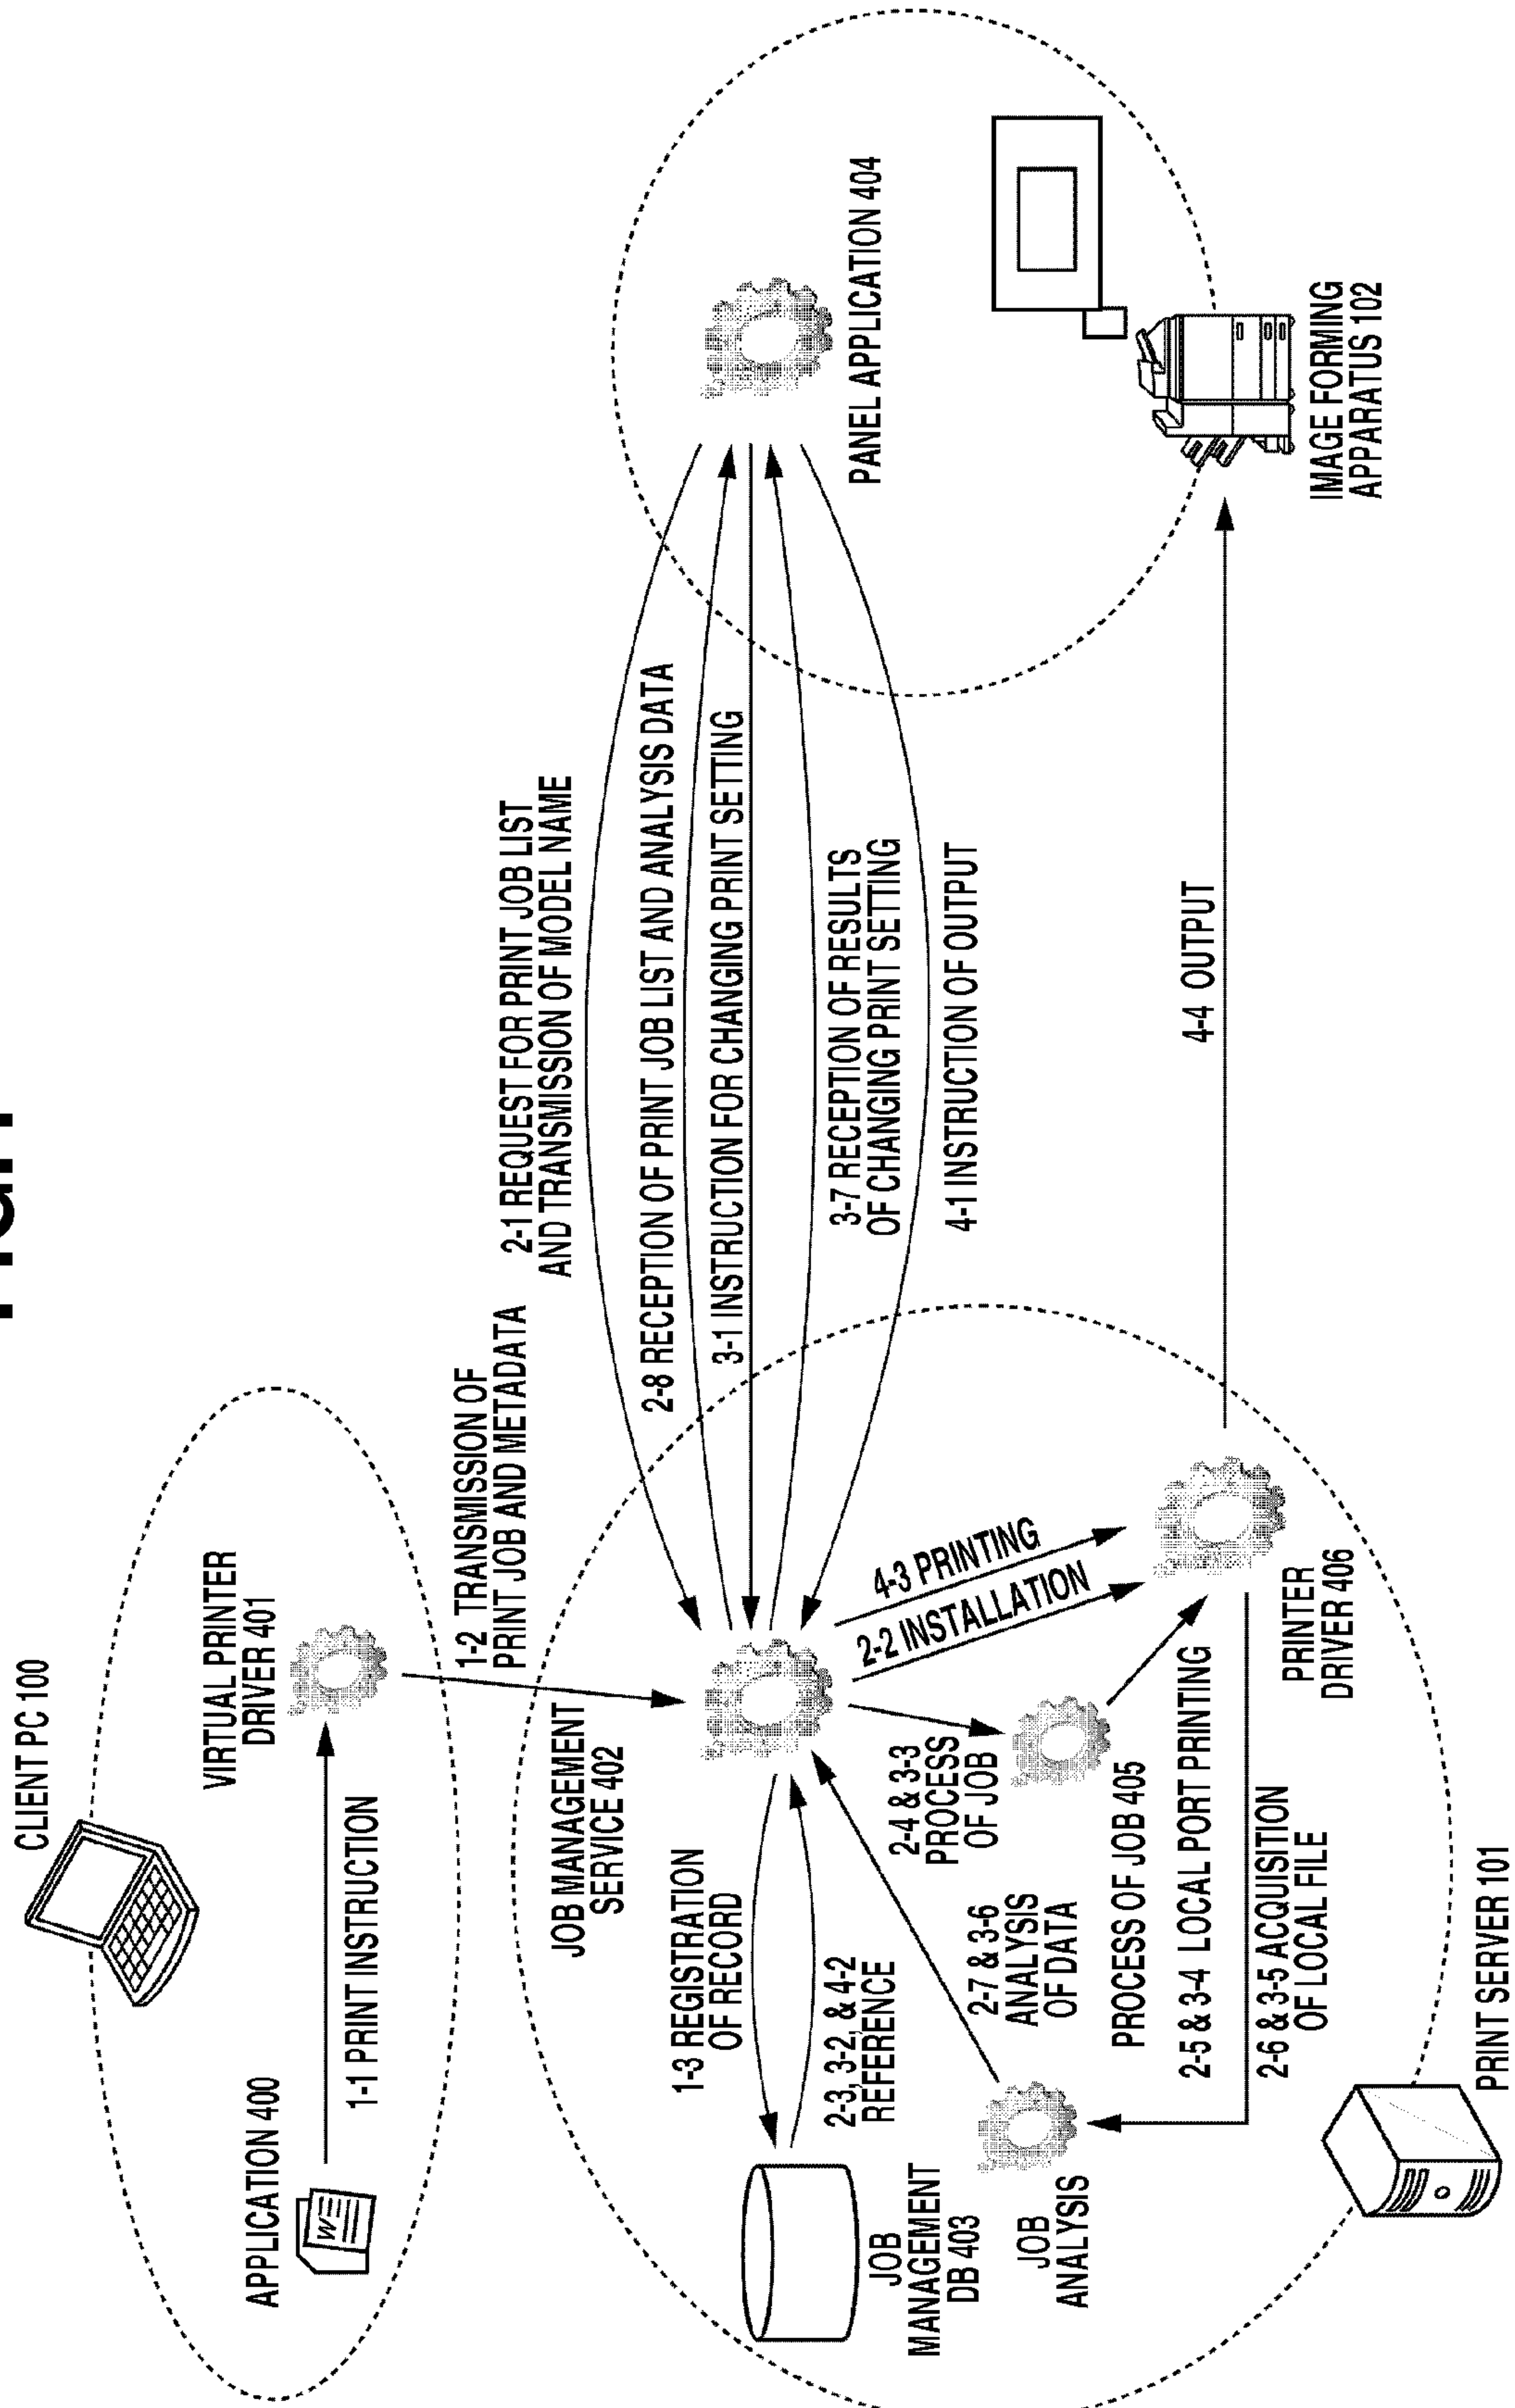 CLIENT PC 100
APPLICATION 400
1-1 PRINT INSTRUCTION
VIRTUAL PRINTER
DRIVER 401
1-2 TRANSMISSION OF
PRINT JOB AND METADATA
JOB MANAGEMENT
SERVICE 402
2-1 REQUEST FOR PRINT JOB LIST
AND TRANSMISSION OF MODEL NAME
2-8 RECEPTION OF PRINT JOB LIST AND ANALYSIS DATA
3-1 INSTRUCTION FOR CHANGING PRINT SETTING
3-7 RECEPTION OF RESULTS
OF CHANGING PRINT SETTING
4-1 INSTRUCTION OF OUTPUT
PANEL APPLICATION 404
1-3 REGISTRATION
OF RECORD
2-3, 3-2, & 4-2
REFERENCE
JOB
MANAGEMENT
DB 403
2-4 & 3-3
PROCESS
OF JOB
4-3 PRINTING
2-2 INSTALLATION
2-7 & 3-6
ANALYSIS
OF DATA
JOB
ANALYSIS
PROCESS OF JOB 405
2-5 & 3-4 LOCAL PORT PRINTING
2-6 & 3-5 ACQUISITION
OF LOCAL FILE
PRINTER
DRIVER 406
4-4 OUTPUT
IMAGE FORMING
APPARATUS 102
PRINT SERVER 101
W